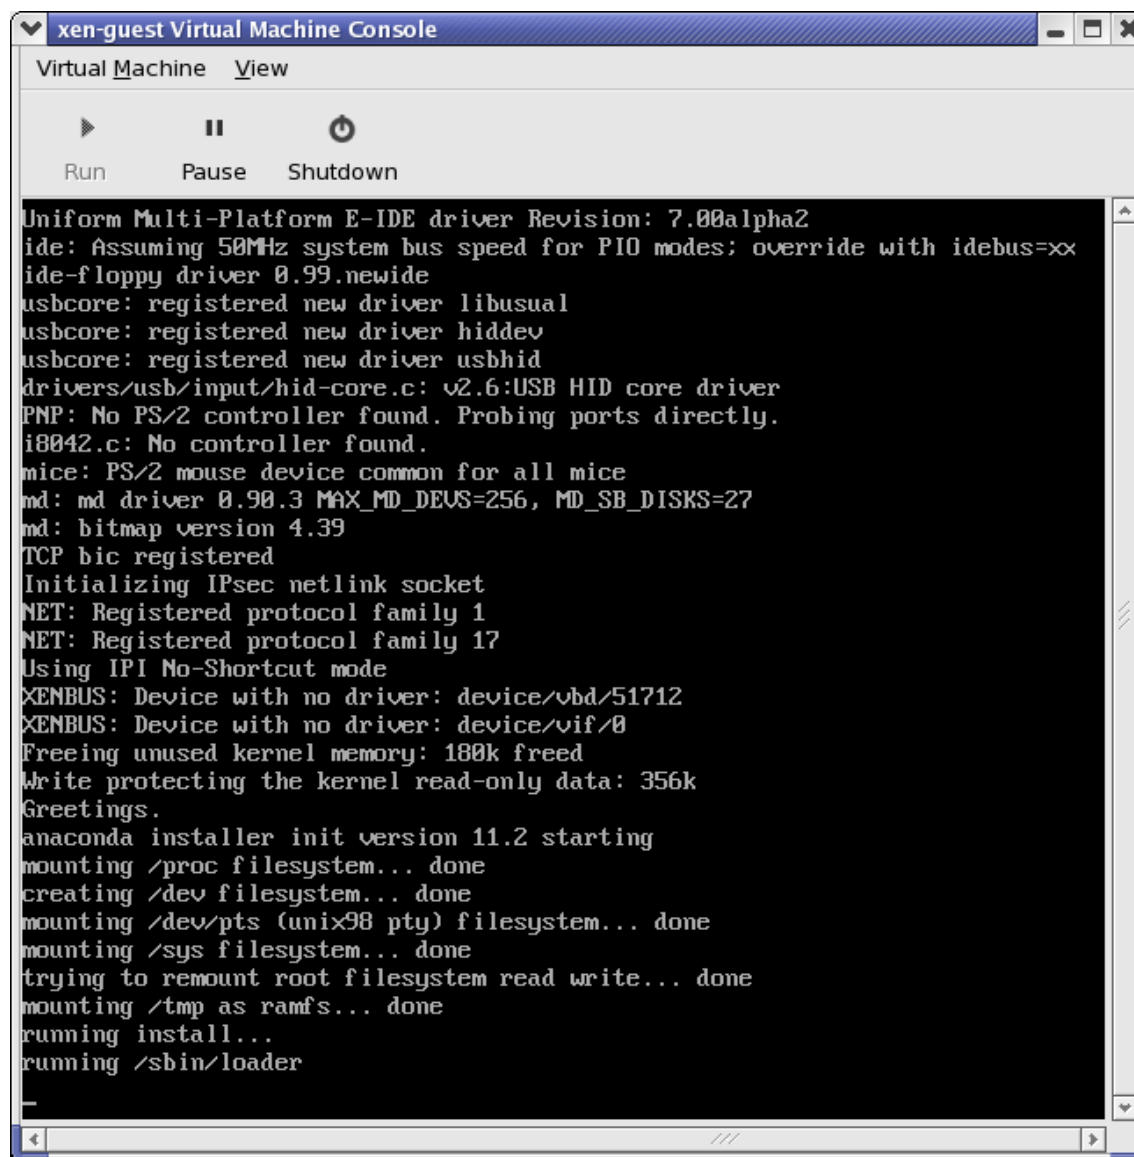 xen-guest Virtual Machine Console
Virtual Machine View
Run Pause Shutdown
Uniform Multi-Platform E-IDE driver Revision: 7.00alpha2
ide: Assuming 50MHz system bus speed for PIO modes; override with idebus=xx
ide-floppy driver 0.99.newide
usbcore: registered new driver libusual
usbcore: registered new driver hiddev
usbcore: registered new driver usbhid
drivers/usb/input/hid-core.c: v2.6:USB HID core driver
PNP: No PS/2 controller found. Probing ports directly.
i8042.c: No controller found.
mice: PS/2 mouse device common for all mice
md: md driver 0.90.3 MAX_MD_DEVS=256, MD_SB_DISKS=27
md: bitmap version 4.39
TCP bic registered
Initializing IPsec netlink socket
NET: Registered protocol family 1
NET: Registered protocol family 17
Using IPI No-Shortcut mode
XENBUS: Device with no driver: device/vbd/51712
XENBUS: Device with no driver: device/vif/0
Freeing unused kernel memory: 180k freed
Write protecting the kernel read-only data: 356k
Greetings.
anaconda installer init version 11.2 starting
mounting /proc filesystem... done
creating /dev filesystem... done
mounting /dev/pts (unix98 pty) filesystem... done
mounting /sys filesystem... done
trying to remount root filesystem read write... done
mounting /tmp as ramfs... done
running install...
running /sbin/loader